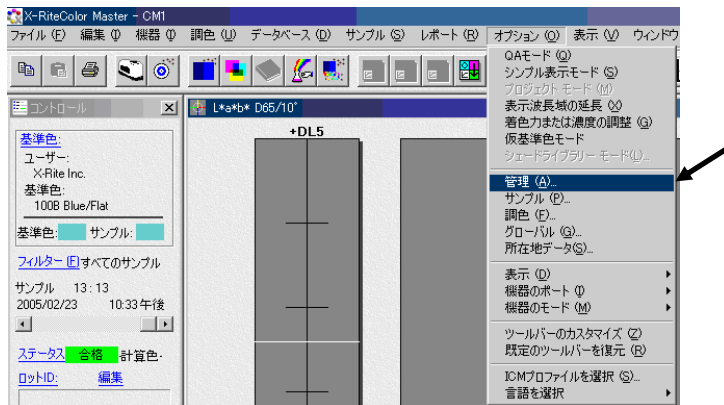 X-RiteColor Master - CM1
ファイル (F) 編集 (I) 機器 (I) 調色 (U) データベース (D) サンプル (S) レポート (R) オプション (O) 表示 (V) ウィンドウ
コントロール
L*a*b* D65/10°
+DL5
基準色:
ユーザー:
X-Rite Inc.
基準色:
100B Blue/Flat
基準色: サンプル:
フィルター (F) すべてのサンプル
サンプル 13:13
2005/02/23 10:33午後
ステータス 合格 計算色-
ロットID: 編集
QAモード (Q)
シンプル表示モード (S)
プロジェクト モード (M)
表示波長域の延長 (X)
着色力または濃度の調整 (G)
仮基準色モード
シェードライブラリー モード(L)...
管理 (A)...
サンプル (P)...
調色 (F)...
グローバル (G)...
所在地データ(S)...
表示 (D)
機器のポート (I)
機器のモード (M)
ツールバーのカスタマイズ (Z)
既定のツールバーを復元 (R)
ICMプロファイルを選択 (S)...
言語を選択